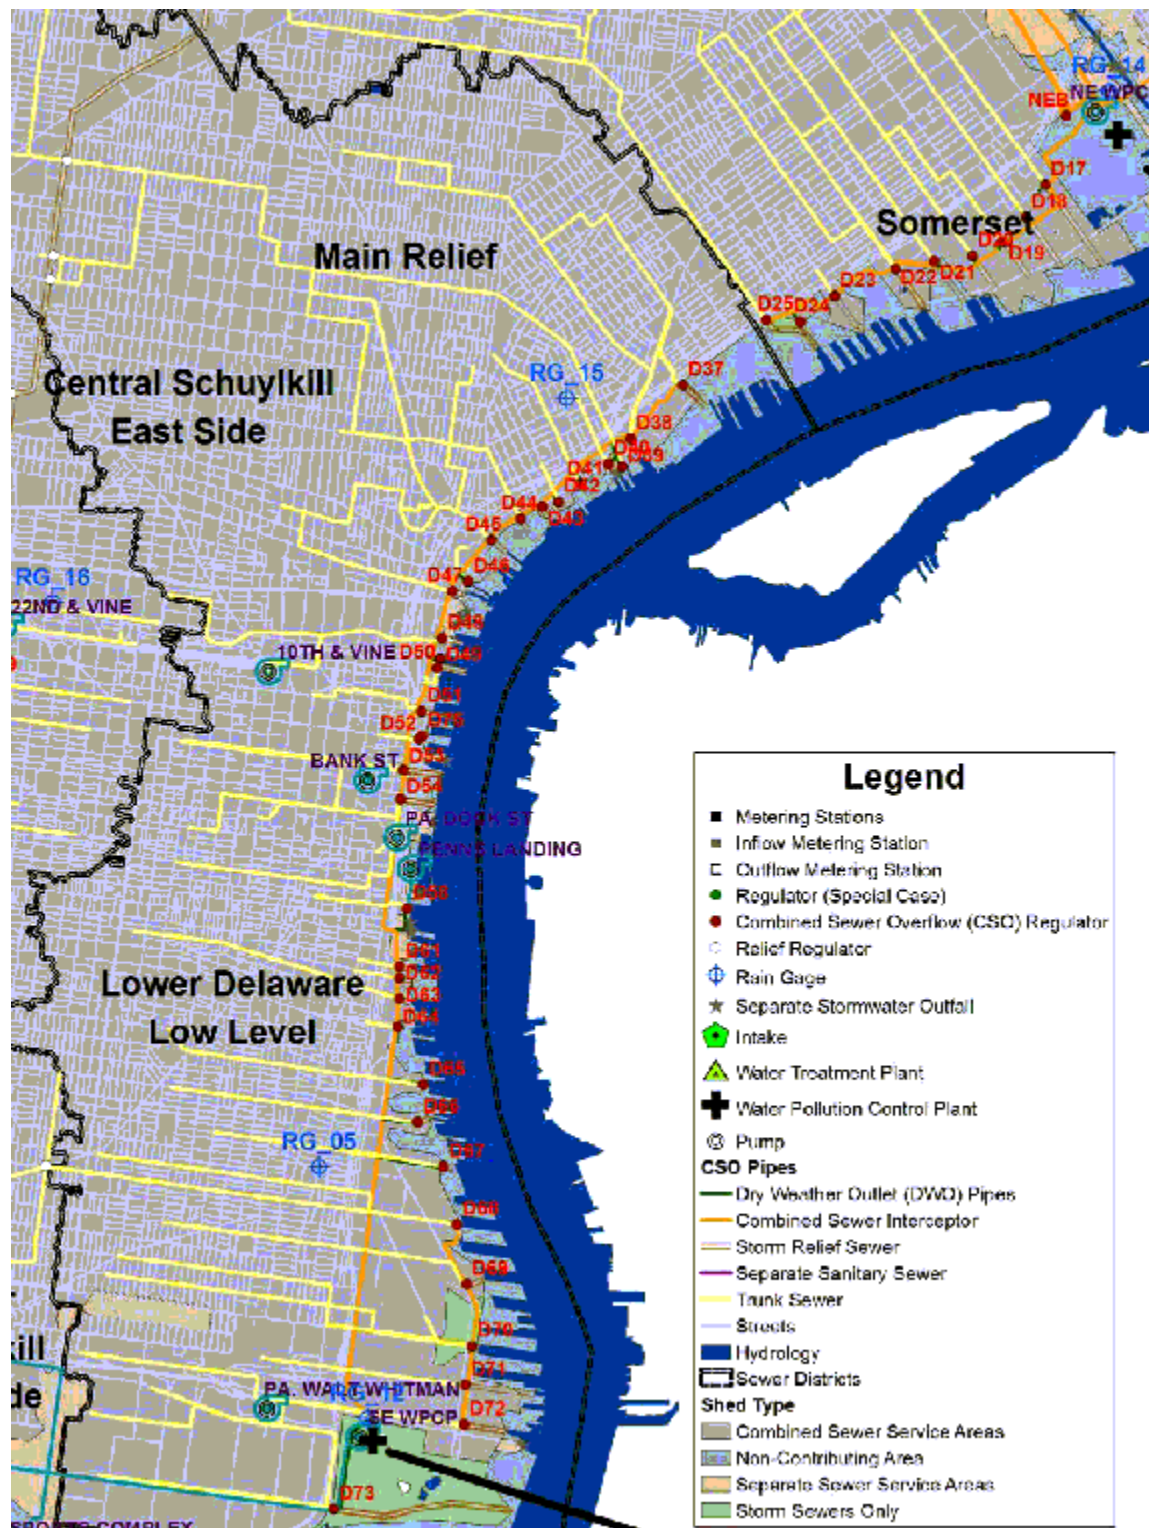 RG_14
NE WPC
NEB
D17
D18
Somerset
D20
D19
D21
D22
D23
D24
D25
Main Relief
RG_15
D37
D38
D39
D41
D42
D43
D44
D45
D46
D47
Central Schuylkill
East Side
RG_16
22ND & VINE
10TH & VINE
D50
D51
D52
D53
D54
BANK ST
PA. DOCK ST
PENNS LANDING
D61
D62
D63
D64
Lower Delaware
Low Level
D65
D66
RG_05
D67
D68
D69
D70
D71
PA. WALT WHITMAN
D72
SE WPCP
D73
SPORTS COMPLEX
Legend
Metering Stations
Inflow Metering Station
Outflow Metering Station
Regulator (Special Case)
Combined Sewer Overflow (CSO) Regulator
Relief Regulator
Rain Gage
Separate Stormwater Outfall
Intake
Water Treatment Plant
Water Pollution Control Plant
Pump
CSO Pipes
Dry Weather Outlet (DWO) Pipes
Combined Sewer Interceptor
Storm Relief Sewer
Separate Sanitary Sewer
Trunk Sewer
Streets
Hydrology
Sewer Districts
Shed Type
Combined Sewer Service Areas
Non-Contributing Area
Separate Sewer Service Areas
Storm Sewers Only